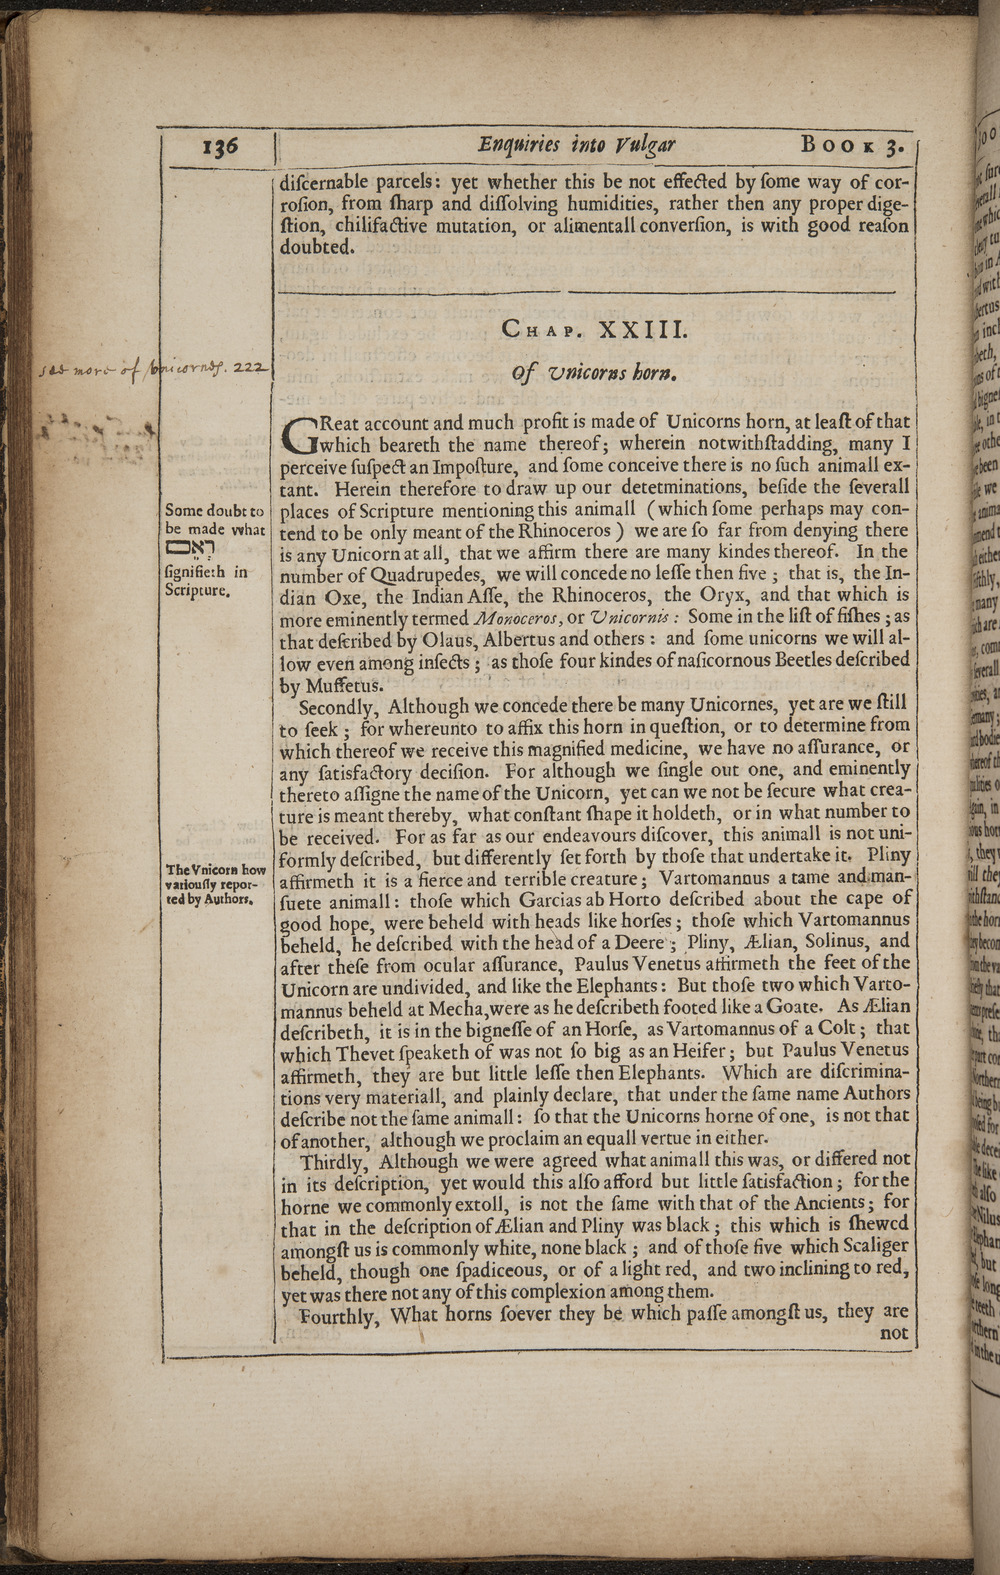 136 Enquiries into Vulgar Book 3.
diſcernable parcels: yet whether this be not effected by ſome way of cor-
roſion, from ſharp and diſſolving humidities, rather then any proper dige-
ſtion, chilifactive mutation, or alimentall converſion, is with good reaſon
doubted.
Chap. XXIII.
see more of Unicornes. 222
Of Vnicorns horn.
GReat account and much profit is made of Unicorns horn, at leaſt of that
which beareth the name thereof; wherein notwithſtadding, many I
perceive ſuſpect an Impoſture, and ſome conceive there is no ſuch animall ex-
tant. Herein therefore to draw up our detetminations, beſide the ſeverall
places of Scripture mentioning this animall (which ſome perhaps may con-
tend to be only meant of the Rhinoceros) we are ſo far from denying there
is any Unicorn at all, that we affirm there are many kindes thereof. In the
number of Quadrupedes, we will concede no leſſe then five; that is, the In-
dian Oxe, the Indian Aſſe, the Rhinoceros, the Oryx, and that which is
more eminently termed Monoceros, or Unicornis: Some in the liſt of fiſhes; as
that deſcribed by Olaus, Albertus and others: and ſome unicorns we will al-
low even among inſects; as thoſe four kindes of naſicornous Beetles deſcribed
by Muffetus.
Some doubt to
be made what
רְאֵם
ſignifieth in
Scripture.
Secondly, Although we concede there be many Unicornes, yet are we ſtill
to ſeek; for whereunto to affix this horn in queſtion, or to determine from
which thereof we receive this magnified medicine, we have no aſſurance, or
any ſatisfactory deciſion. For although we ſingle out one, and eminently
thereto aſſigne the name of the Unicorn, yet can we not be ſecure what crea-
ture is meant thereby, what conſtant ſhape it holdeth, or in what number to
be received. For as far as our endeavours diſcover, this animall is not uni-
formly deſcribed, but differently ſet forth by thoſe that undertake it. Pliny
affirmeth it is a fierce and terrible creature; Vartomannus a tame and man-
ſuete animall: thoſe which Garcias ab Horto deſcribed about the cape of
good hope, were beheld with heads like horſes; thoſe which Vartomannus
beheld, he deſcribed with the head of a Deere; Pliny, Ælian, Solinus, and
after theſe from ocular aſſurance, Paulus Venetus affirmeth the feet of the
Unicorn are undivided, and like the Elephants: But thoſe two which Varto-
mannus beheld at Mecha, were as he deſcribeth footed like a Goate. As Ælian
deſcribeth, it is in the bigneſſe of an Horſe, as Vartomannus of a Colt; that
which Thevet ſpeaketh of was not ſo big as an Heifer; but Paulus Venetus
affirmeth, they are but little leſſe then Elephants. Which are diſcrimina-
tions very materiall, and plainly declare, that under the ſame name Authors
deſcribe not the ſame animall: ſo that the Unicorns horne of one, is not that
of another, although we proclaim an equall vertue in either.
The Vnicorn how
variouſly repor-
ted by Authors.
Thirdly, Although we were agreed what animall this was, or differed not
in its deſcription, yet would this alſo afford but little ſatisfaction; for the
horne we commonly extoll, is not the ſame with that of the Ancients; for
that in the deſcription of Ælian and Pliny was black; this which is ſhewed
amongſt us is commonly white, none black; and of thoſe five which Scaliger
beheld, though one ſpadiceous, or of a light red, and two inclining to red,
yet was there not any of this complexion among them.
Fourthly, What horns ſoever they be which paſſe amongſt us, they are
not